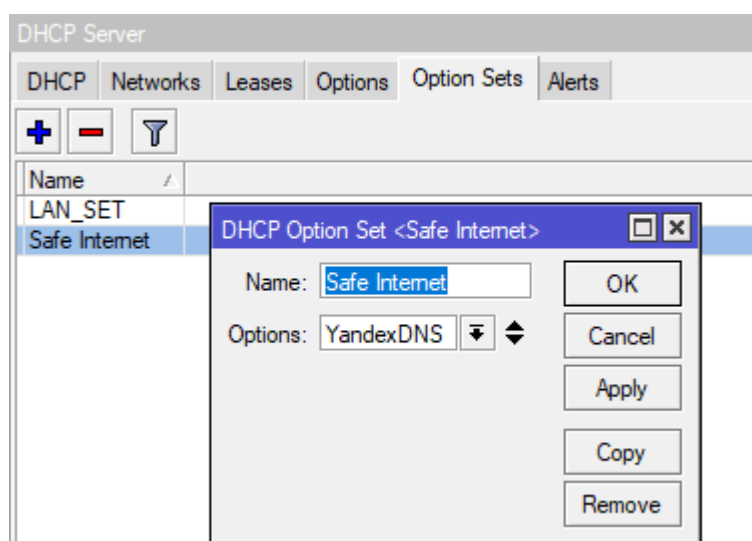 DHCP Server
DHCP Networks Leases Options Option Sets Alerts
Name
LAN_SET
Safe Internet
DHCP Option Set <Safe Internet>
Name: Safe Internet
Options: YandexDNS
OK
Cancel
Apply
Copy
Remove